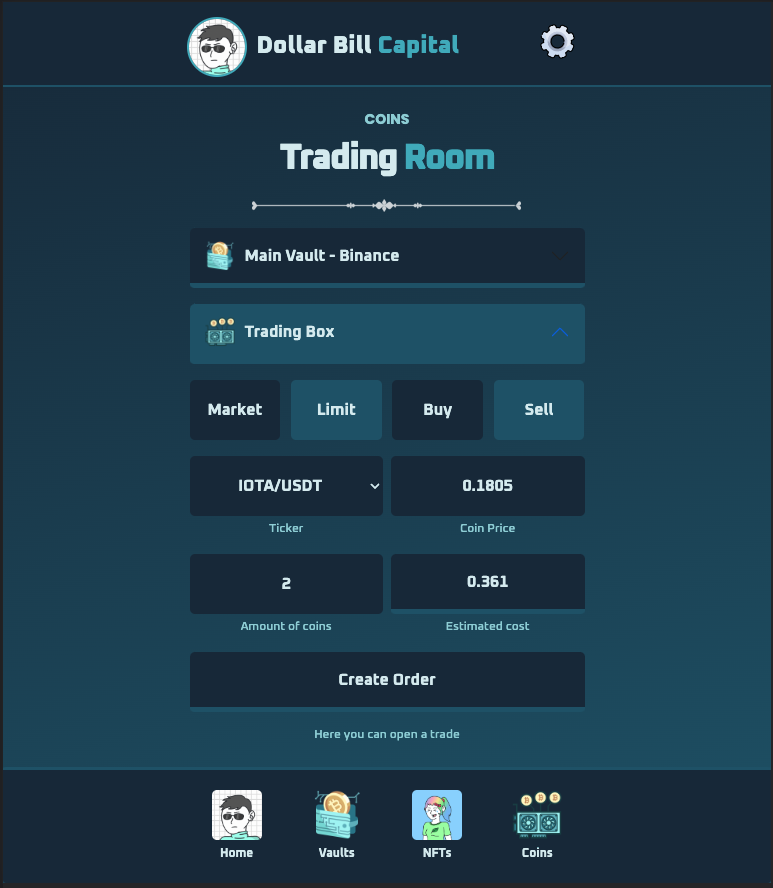 Dollar Bill Capital
COINS
Trading Room
Main Vault - Binance
Trading Box
Market Limit Buy Sell
IOTA/USDT 0.1805
Ticker Coin Price
2 0.361
Amount of coins Estimated cost
Create Order
Here you can open a trade
Home Vaults NFTs Coins